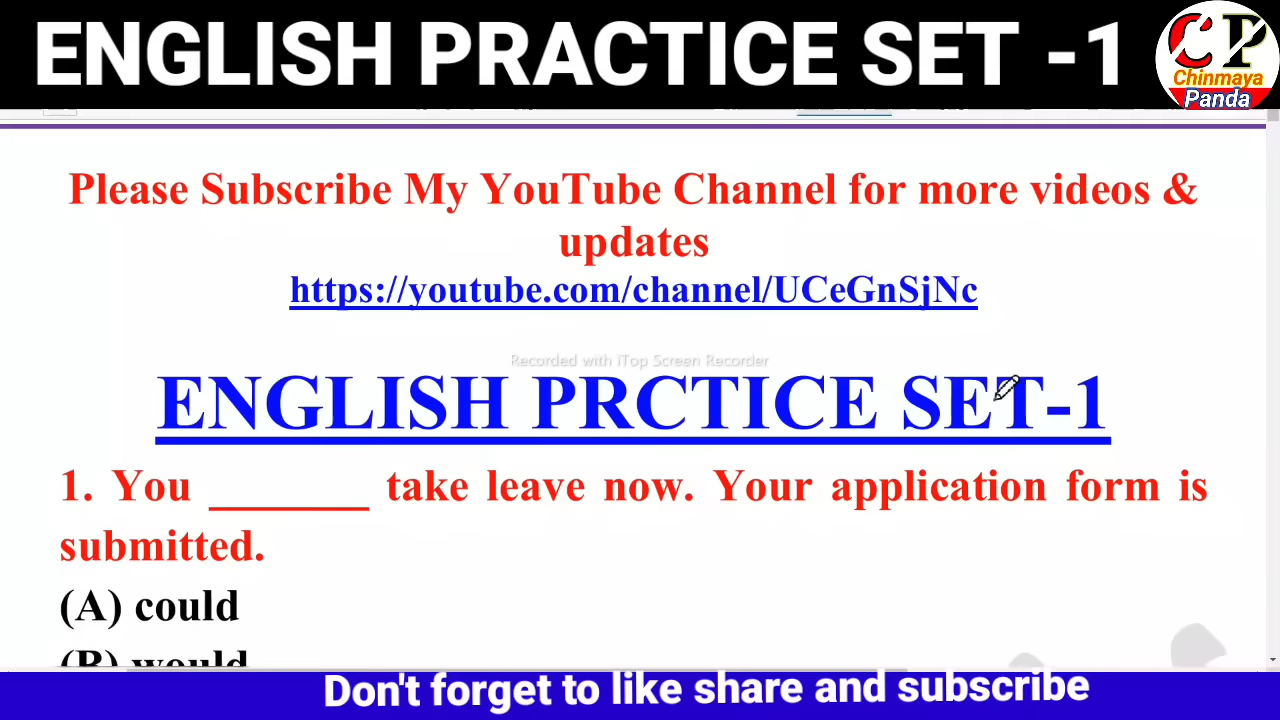 ENGLISH PRACTICE SET -1
CP
Chinmaya
Panda
Please Subscribe My YouTube Channel for more videos &
updates
https://youtube.com/channel/UCeGnSjNc
Recorded with iTop Screen Recorder
ENGLISH PRCTICE SET-1
1. You _______ take leave now. Your application form is
submitted.
(A) could
(B) would
Don't forget to like share and subscribe